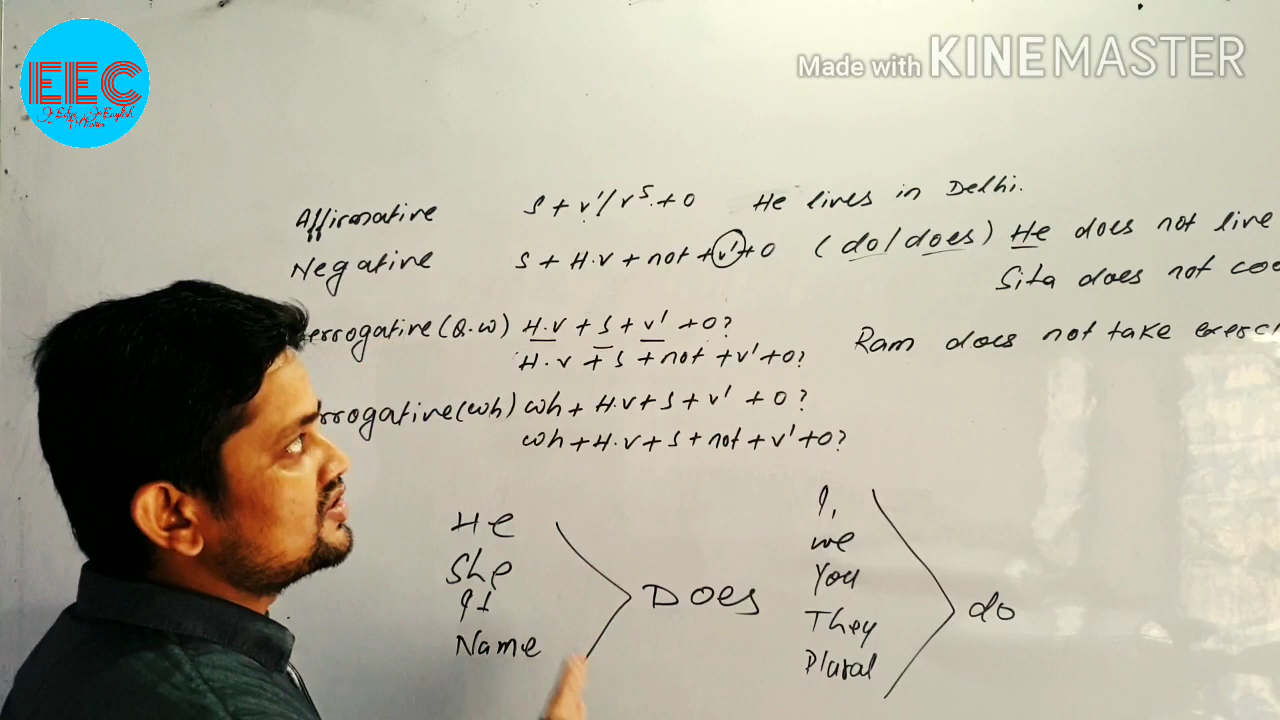 EEC
Made with KINEMASTER
Affirmative S + v'/v^s. + O He lives in Delhi.
Negative S + H.v + not + v' + O (do/does) He does not live
Sita does not coo
errogative (Q.w) H.v + S + v' + O?
H.v + S + not + v' + O? Ram does not take exerci
rrogative (wh) wh + H.v + S + v' + O?
wh + H.v + S + not + v' + O?
He
She
It
Name
DOES
I,
we
You
They
Plural
do